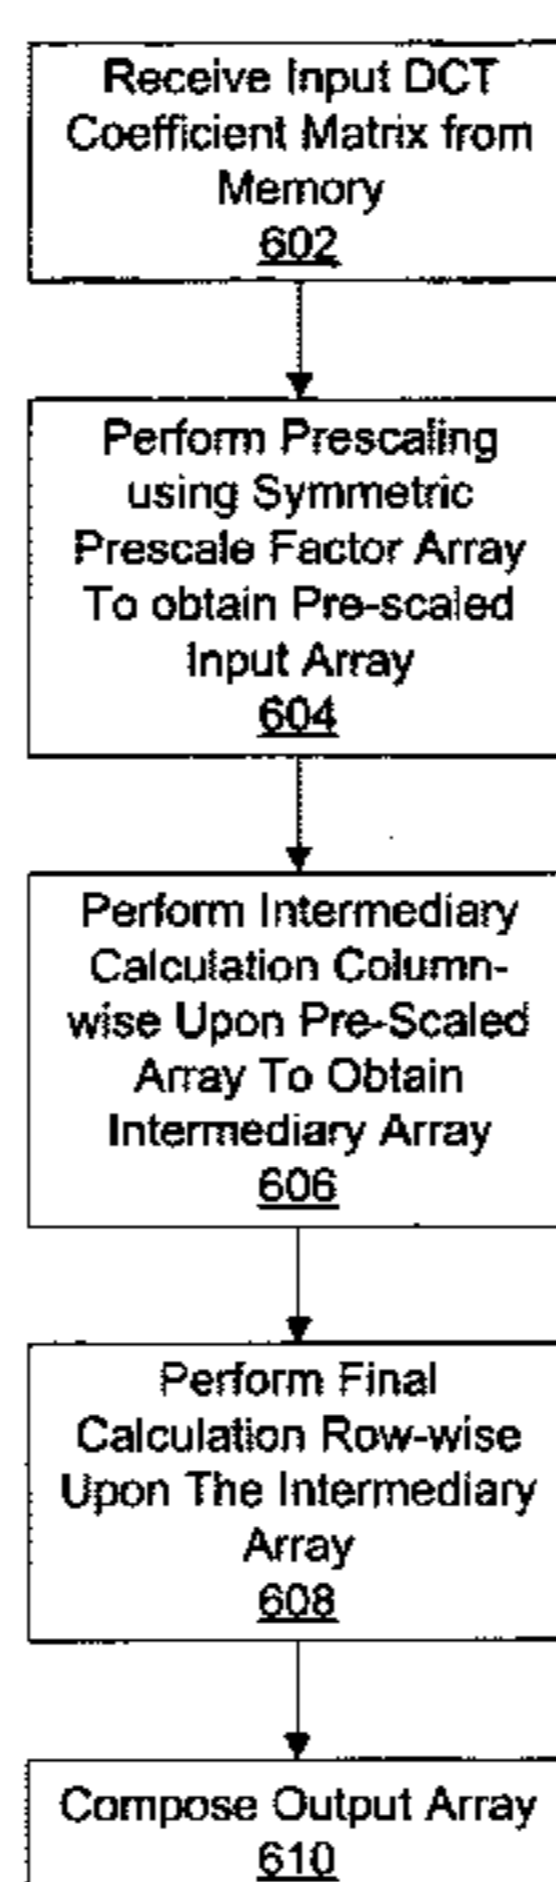 Receive Input DCT
Coefficient Matrix from
Memory
602
Perform Prescaling
using Symmetric
Prescale Factor Array
To obtain Pre-scaled
Input Array
604
Perform Intermediary
Calculation Column-
wise Upon Pre-Scaled
Array To Obtain
Intermediary Array
606
Perform Final
Calculation Row-wise
Upon The Intermediary
Array
608
Compose Output Array
610